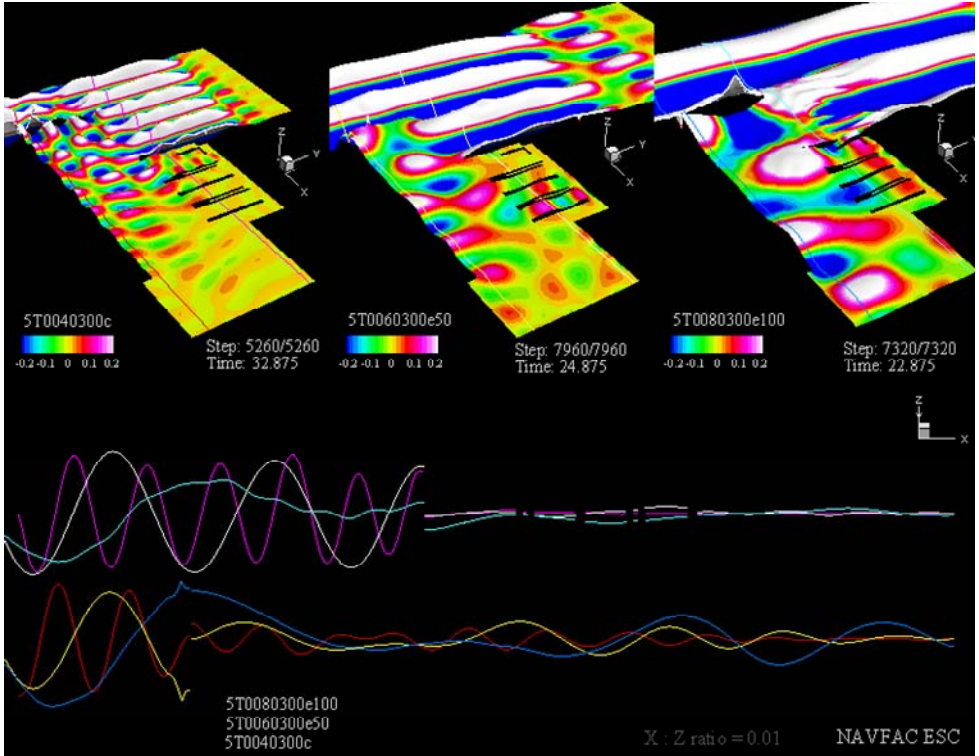 Z
Y
X
Z
Y
X
Z
Y
X
5T0040300c
-0.2 -0.1 0 0.1 0.2
Step: 5260/5260
Time: 32.875
5T0060300e50
-0.2 -0.1 0 0.1 0.2
Step: 7960/7960
Time: 24.875
5T0080300e100
-0.2 -0.1 0 0.1 0.2
Step: 7320/7320
Time: 22.875
Z
X
5T0080300e100
5T0060300e50
5T0040300c
X : Z ratio = 0.01
NAVFAC ESC